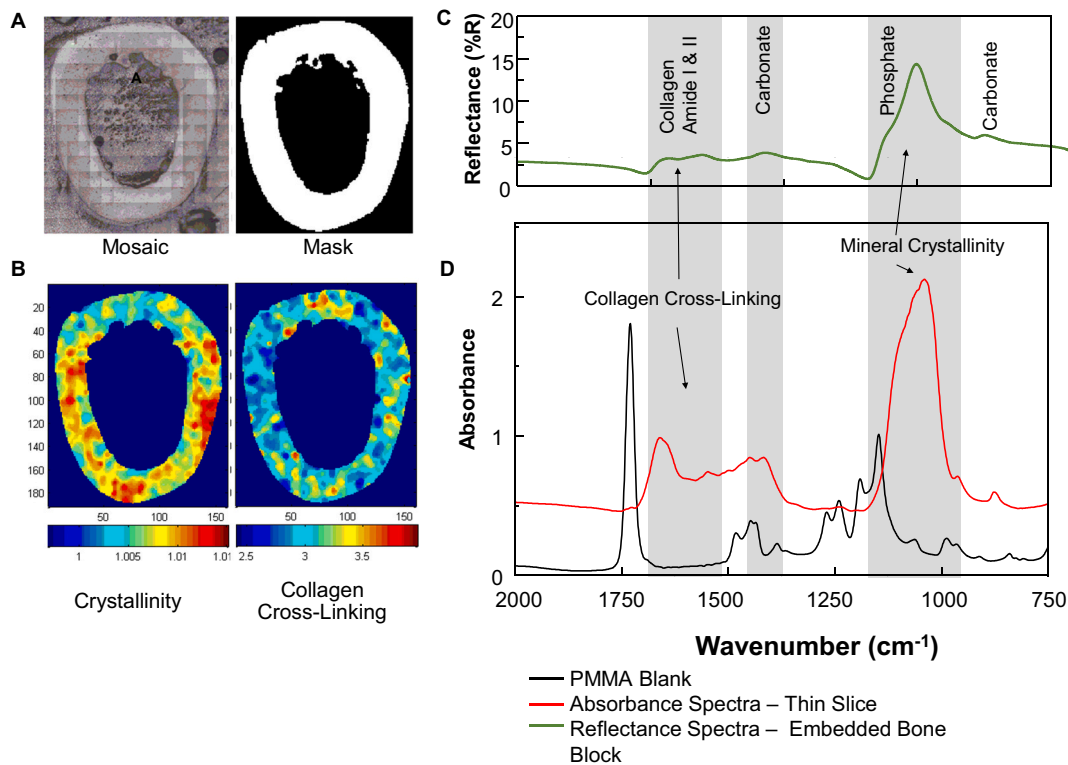 A
A
Mosaic
Mask
B
20
40
60
80
100
120
140
160
180
50
100
150
50
100
150
1
1.005
1.01
1.01
2.5
3
3.5
Crystallinity
Collagen
Cross-Linking
C
Reflectance (%R)
20
15
10
5
0
Collagen
Amide I & II
Carbonate
Phosphate
Carbonate
Mineral Crystallinity
D
Collagen Cross-Linking
Absorbance
2
1
0
2000
1750
1500
1250
1000
750
Wavenumber (cm⁻¹)
PMMA Blank
Absorbance Spectra – Thin Slice
Reflectance Spectra – Embedded Bone
Block